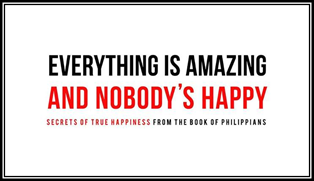 EVERYTHING IS AMAZING
AND NOBODY'S HAPPY
SECRETS OF TRUE HAPPINESS FROM THE BOOK OF PHILIPPIANS